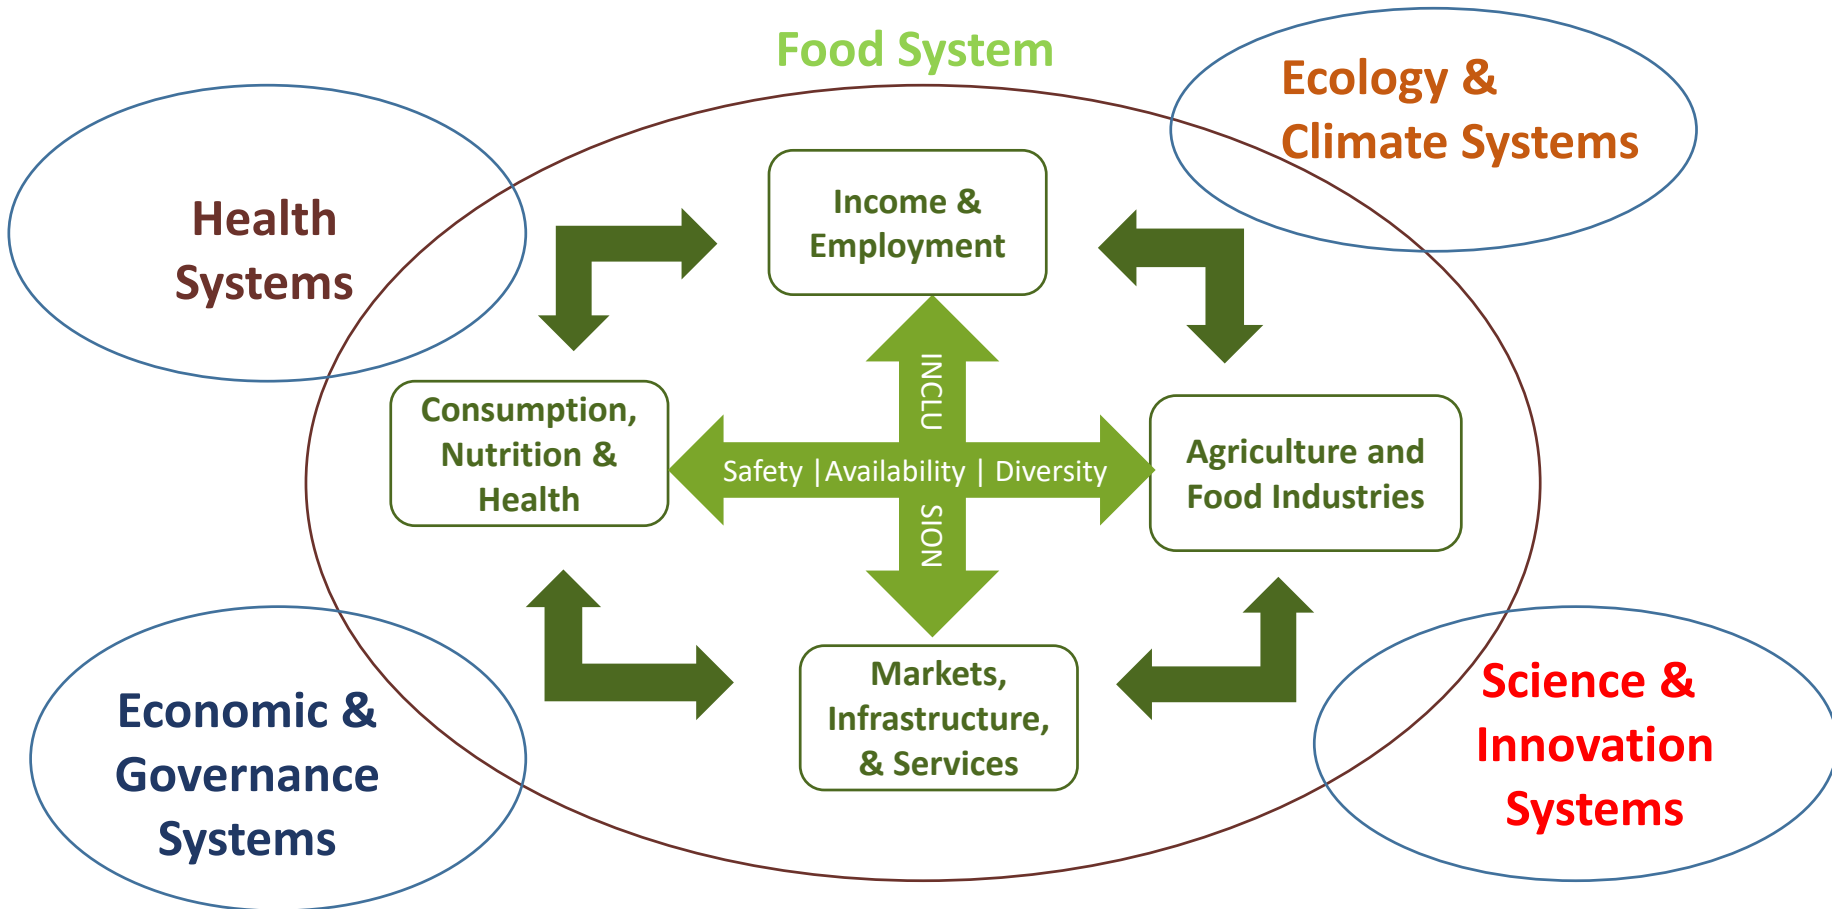 Food System
Ecology &
Climate Systems
Health
Systems
Income &
Employment
Consumption,
Nutrition &
Health
INCLU
Safety |Availability | Diversity
SION
Agriculture and
Food Industries
Markets,
Infrastructure,
& Services
Economic &
Governance
Systems
Science &
Innovation
Systems